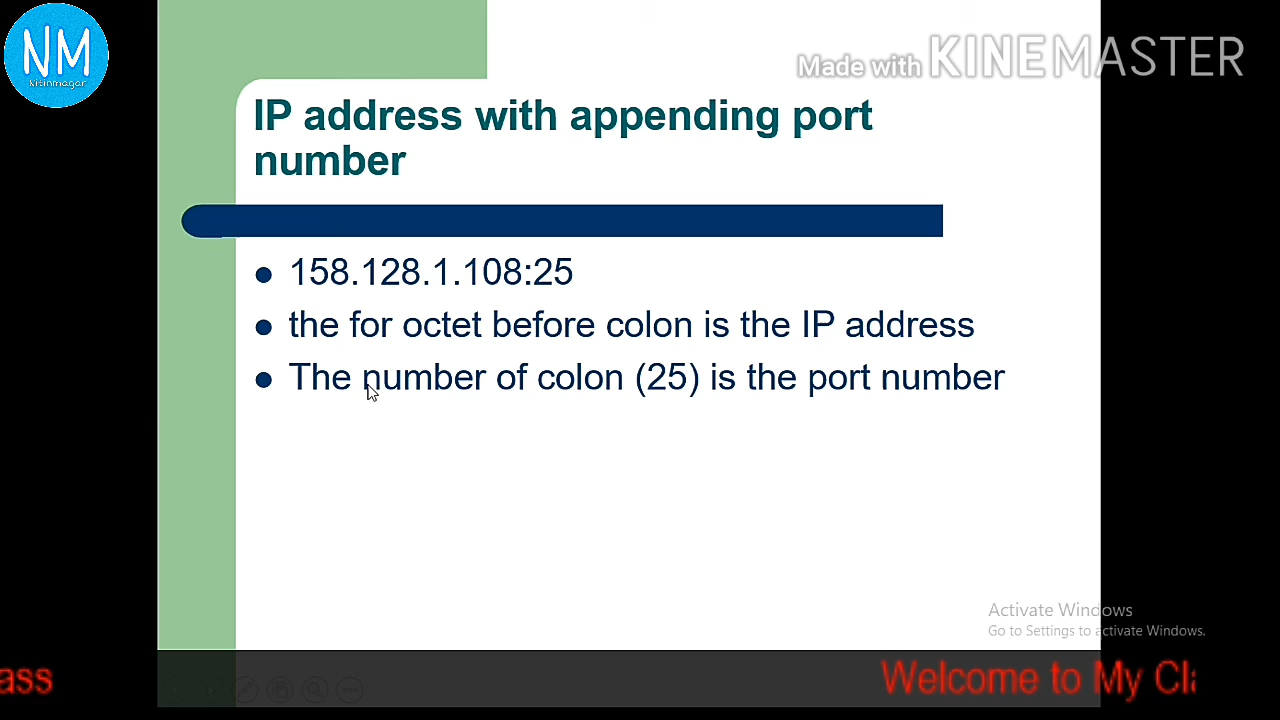 NM
Nitinmagar
Made with KINEMASTER
IP address with appending port
number
158.128.1.108:25
the for octet before colon is the IP address
The number of colon (25) is the port number
Activate Windows
Go to Settings to activate Windows.
ass
Welcome to My Cla